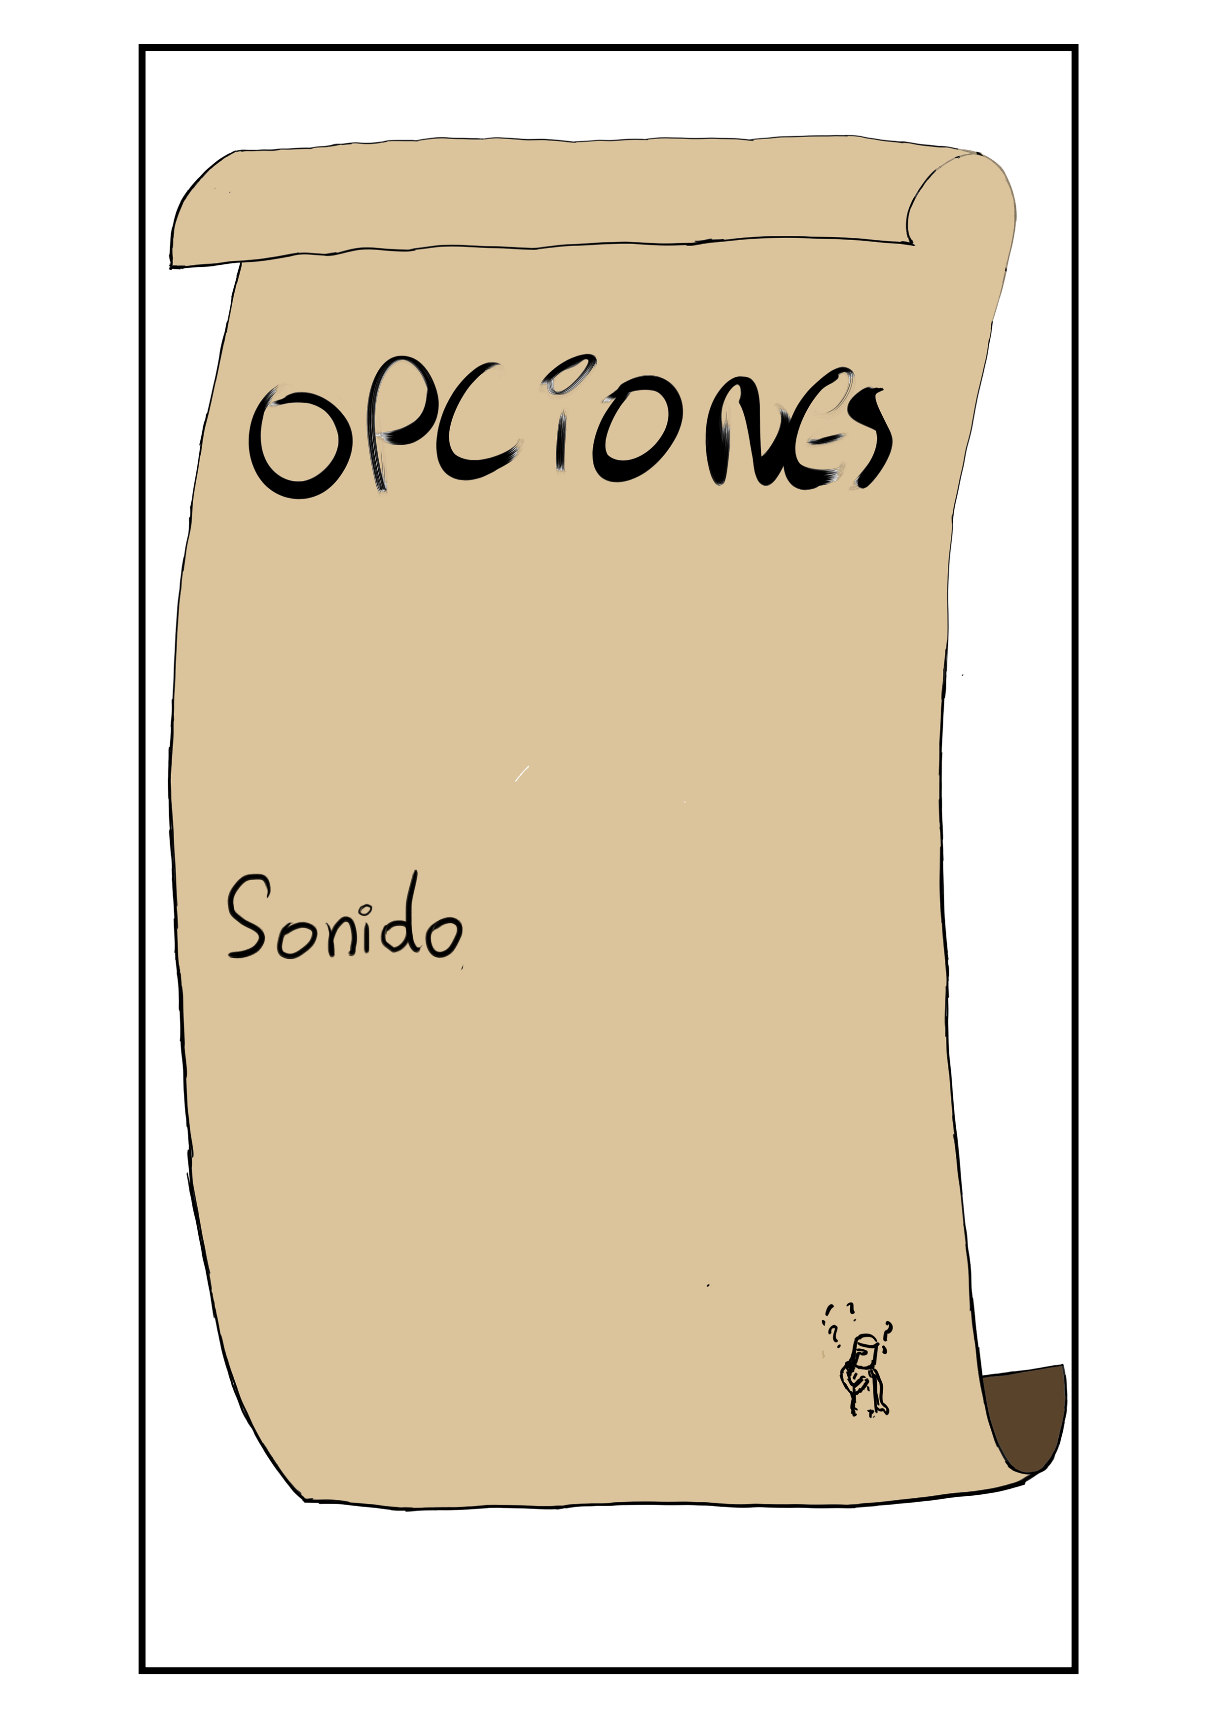 OPCiONES
Sonido
? ? ? ?